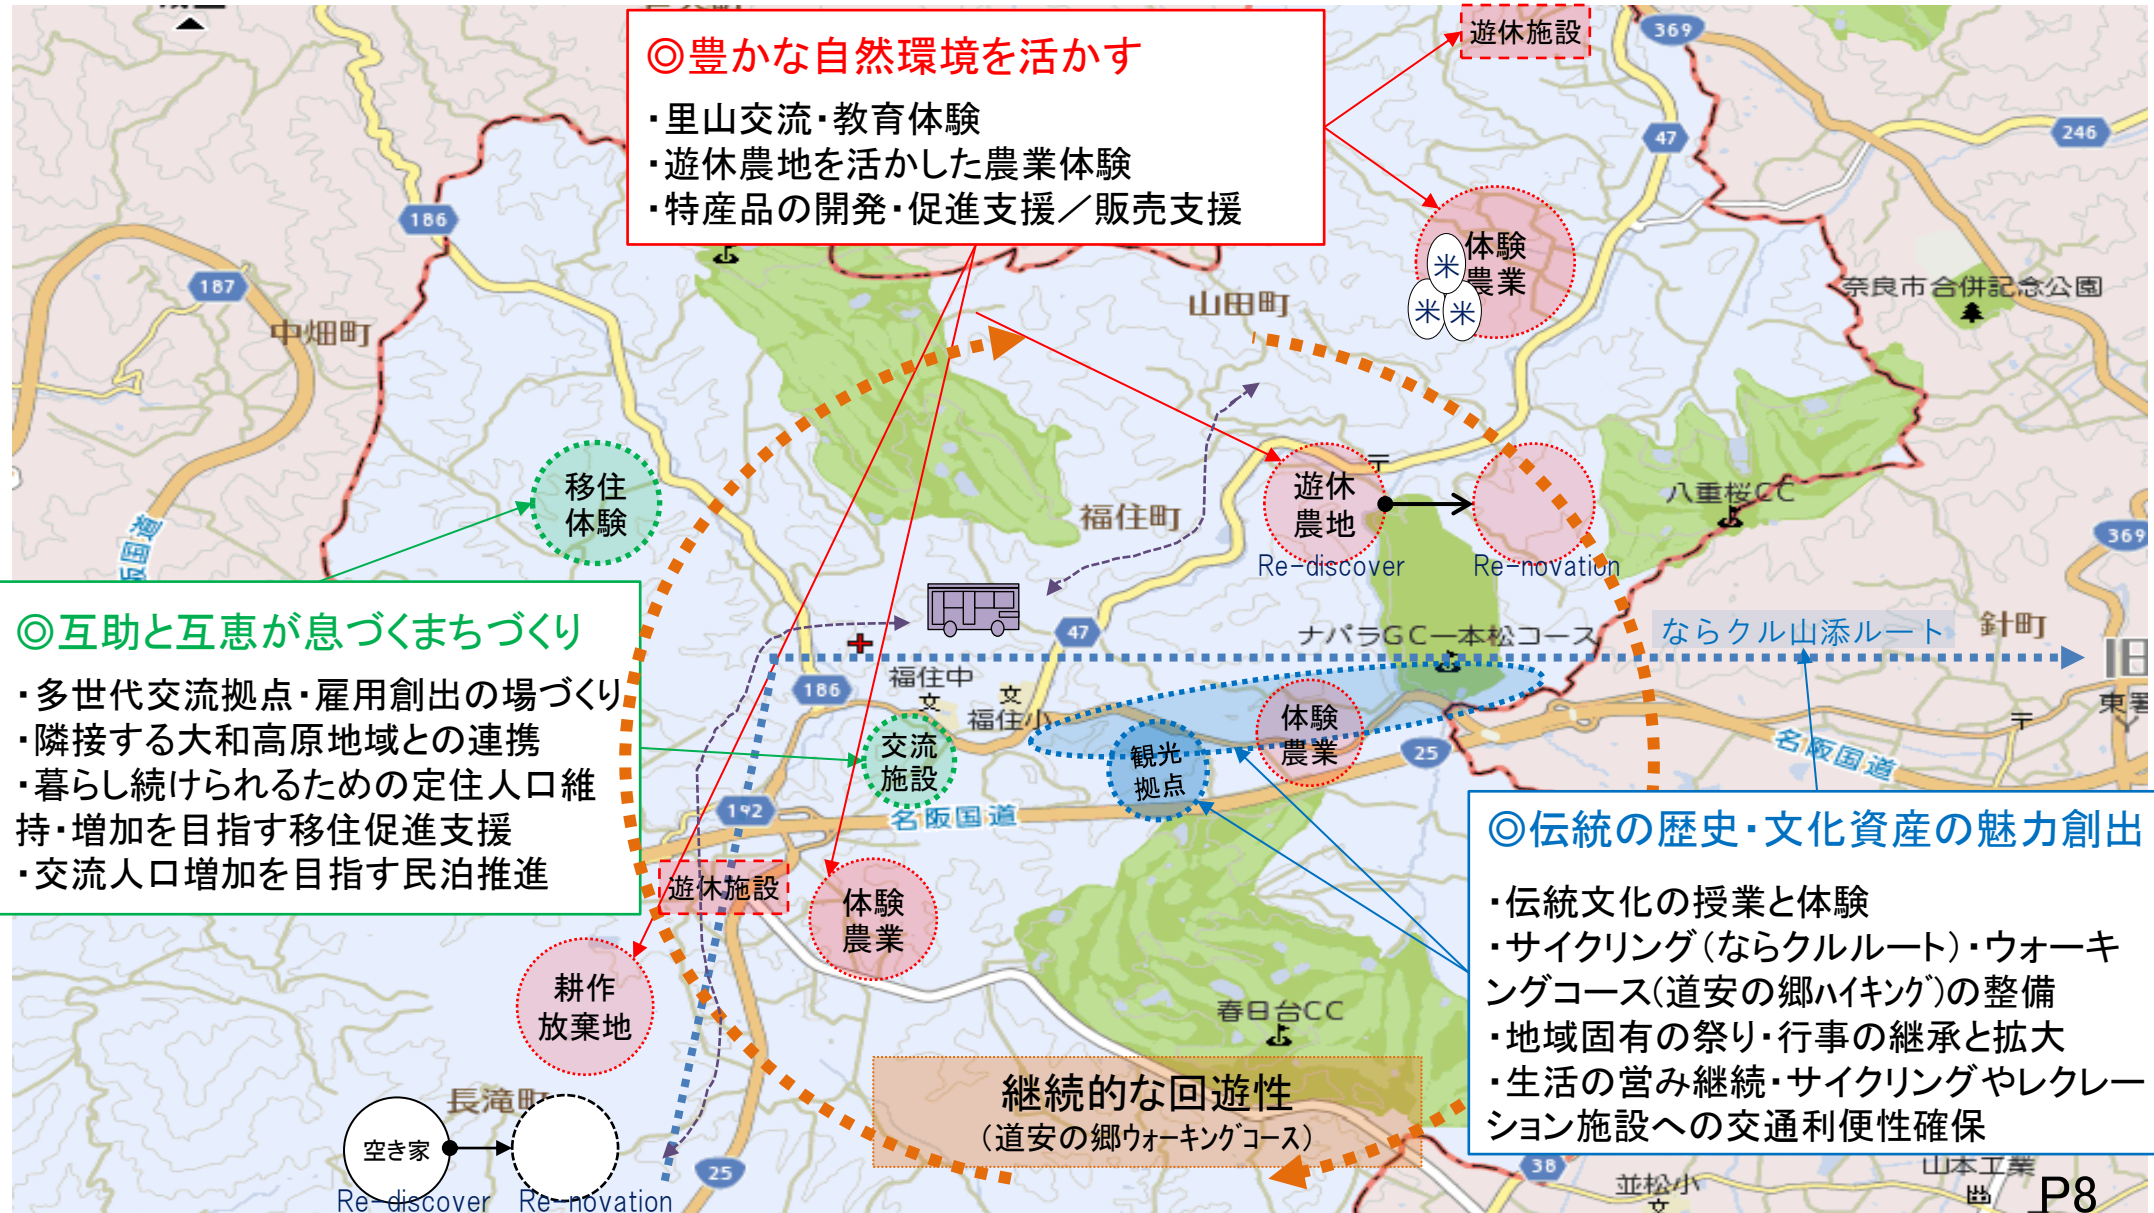 ◎豊かな自然環境を活かす
・里山交流・教育体験
・遊休農地を活かした農業体験
・特産品の開発・促進支援／販売支援
遊休施設
369
47
246
186
187
中畑町
山田町
体験
農業
米
米
米
奈良市合併記念公園
移住
体験
福住町
遊休
農地
〒
八重桜CC
Re-discover
Re-novation
369
阪国道
◎互助と互恵が息づくまちづくり
・多世代交流拠点・雇用創出の場づくり
・隣接する大和高原地域との連携
・暮らし続けられるための定住人口維
持・増加を目指す移住促進支援
・交流人口増加を目指す民泊推進
47
ナパラGC一本松コース
ならクル山添ルート
針町
旧
東署
〒
186
福住中
文
文
福住小
交流
施設
観光
拠点
体験
農業
25
名阪国道
192
名阪国道
遊休施設
体験
農業
耕作
放棄地
◎伝統の歴史・文化資産の魅力創出
・伝統文化の授業と体験
・サイクリング（ならクルルート）・ウォーキ
ングコース(道安の郷ﾊｲｷﾝｸﾞ)の整備
・地域固有の祭り・行事の継承と拡大
・生活の営み継続・サイクリングやレクレー
ション施設への交通利便性確保
春日台CC
継続的な回遊性
（道安の郷ｳｫｰｷﾝｸﾞｺｰｽ）
長滝町
空き家
Re-discover
Re-novation
25
38
並松小
文
山本工業
P8